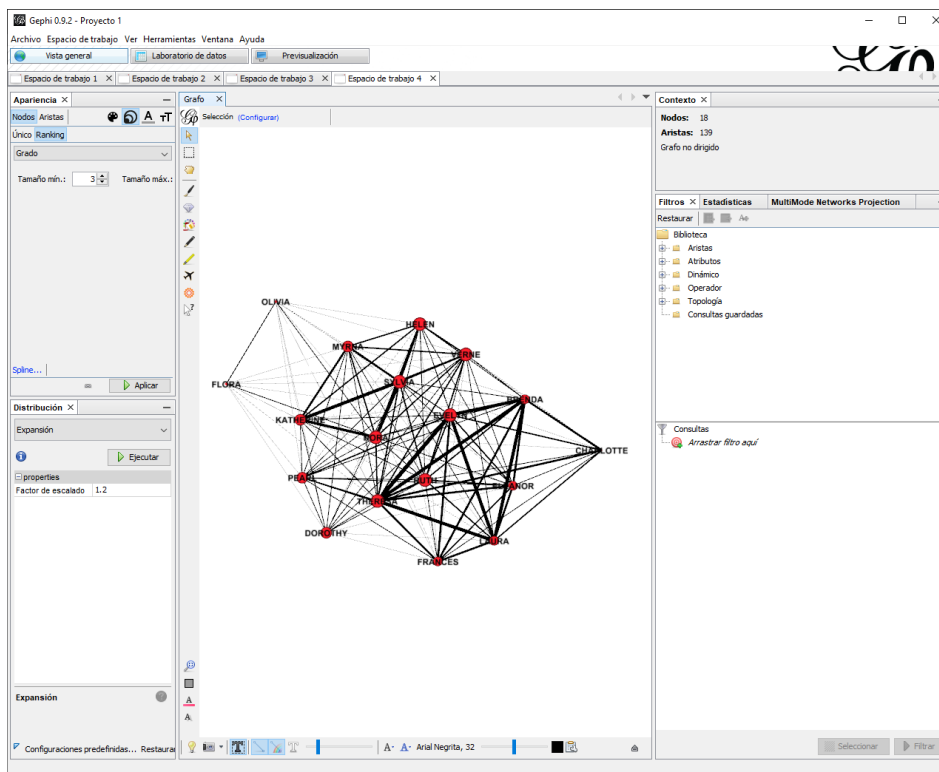 Gephi 0.9.2 - Proyecto 1
Archivo Espacio de trabajo Ver Herramientas Ventana Ayuda
Vista general Laboratorio de datos Previsualización
Espacio de trabajo 1 X Espacio de trabajo 2 X Espacio de trabajo 3 X Espacio de trabajo 4 X
Apariencia X
Nodos Aristas
Único Ranking
Grado
Tamaño mín.: 3 Tamaño máx.:
Spline...
Aplicar
Distribución X
Expansión
Ejecutar
properties
Factor de escalado 1.2
Expansión
Configuraciones predefinidas... Restaurar
Grafo X
Selección (Configurar)
OLIVIA
HELEN
MYRNA
VERNE
FLORA
SYLVIA
BRENDA
KATHERINE
EVELYN
NORA
CHARLOTTE
PEARL
RUTH
ELEANOR
THERESA
DOROTHY
LAURA
FRANCES
Arial Negrita, 32
Contexto X
Nodos: 18
Aristas: 139
Grafo no dirigido
Filtros X Estadísticas MultiMode Networks Projection
Restaurar
Biblioteca
Aristas
Atributos
Dinámico
Operador
Topología
Consultas guardadas
Consultas
Arrastrar filtro aquí
Seleccionar Filtrar